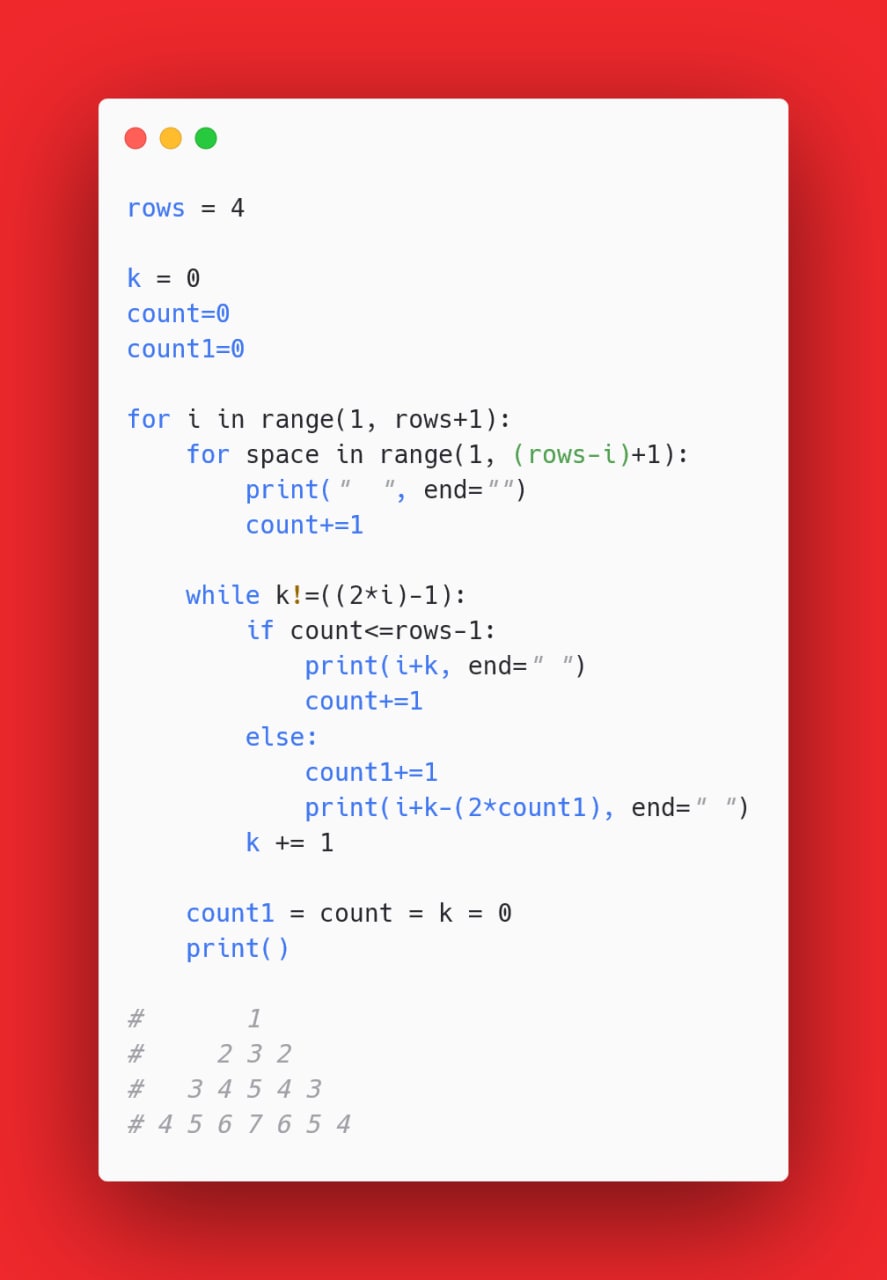 rows = 4
k = 0
count=0
count1=0
for i in range(1, rows+1):
    for space in range(1, (rows-i)+1):
        print("  ", end="")
        count+=1
    while k!=((2*i)-1):
        if count<=rows-1:
            print(i+k, end=" ")
            count+=1
        else:
            count1+=1
            print(i+k-(2*count1), end=" ")
        k += 1
    count1 = count = k = 0
    print()
#       1
#     2 3 2
#   3 4 5 4 3
# 4 5 6 7 6 5 4